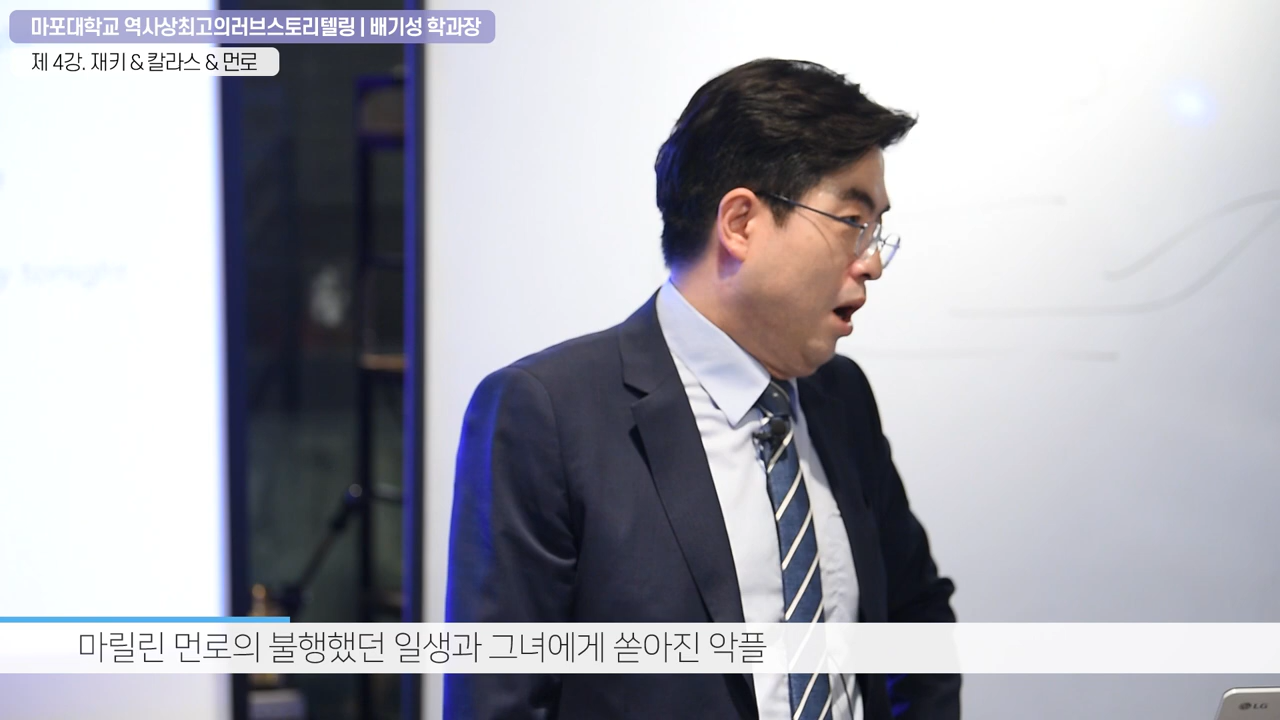 마포대학교 역사상최고의러브스토리텔링 | 배기성 학과장
제 4강. 재키 & 칼라스 & 먼로
tonight
마릴린 먼로의 불행했던 일생과 그녀에게 쏟아진 악플
LG